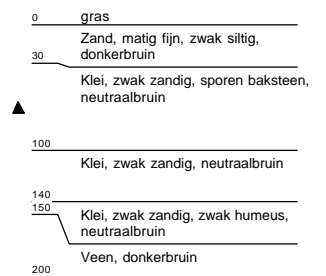 0 gras
Zand, matig fijn, zwak siltig,
donkerbruin
30
Klei, zwak zandig, sporen baksteen,
neutraalbruin
100
Klei, zwak zandig, neutraalbruin
140
150
Klei, zwak zandig, zwak humeus,
neutraalbruin
Veen, donkerbruin
200